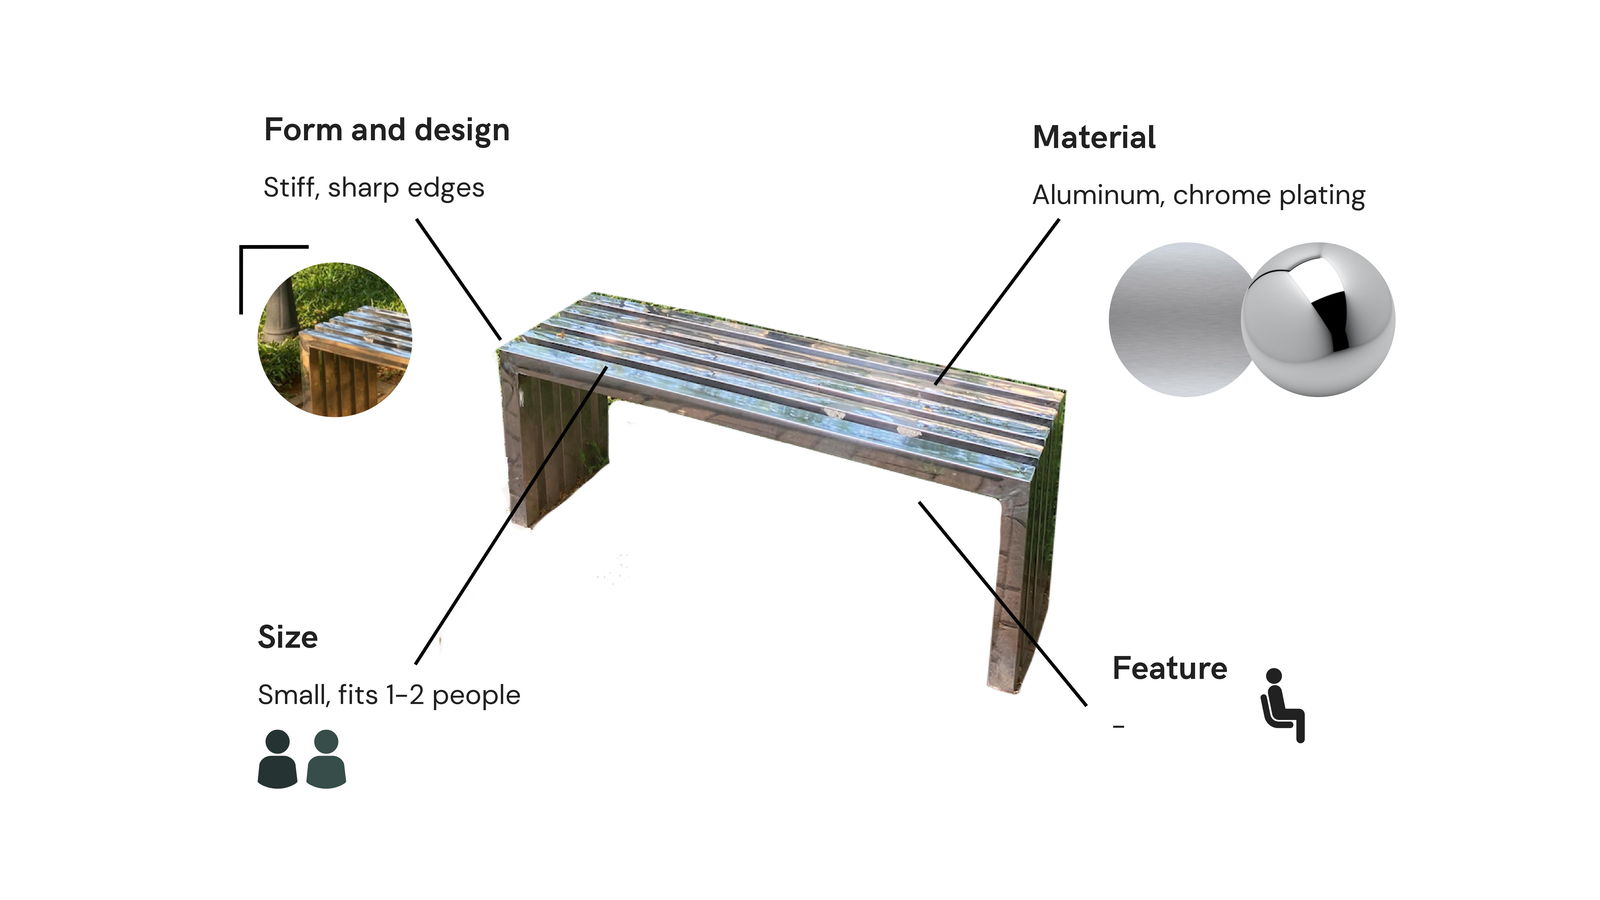 Form and design
Stiff, sharp edges
Material
Aluminum, chrome plating
Size
Small, fits 1-2 people
Feature
-